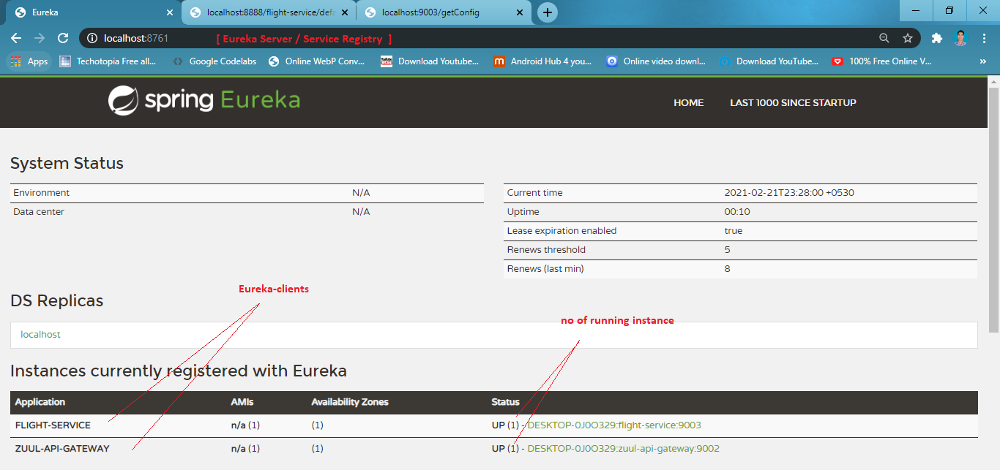 Eureka
localhost:8888/flight-service/defa
localhost:9003/getConfig
localhost:8761 [ Eureka Server / Service Registry ]
Apps Techotopia Free all... Google Codelabs Online WebP Conv... Download Youtube... Android Hub 4 you... Online video downl... Download YouTube... 100% Free Online V... »
spring Eureka
HOME LAST 1000 SINCE STARTUP
System Status
Environment N/A
Data center N/A
Current time 2021-02-21T23:28:00 +0530
Uptime 00:10
Lease expiration enabled true
Renews threshold 5
Renews (last min) 8
Eureka-clients
DS Replicas
no of running instance
localhost
Instances currently registered with Eureka
Application AMIs Availability Zones Status
FLIGHT-SERVICE n/a (1) (1) UP (1) - DESKTOP-0J0O329:flight-service:9003
ZUUL-API-GATEWAY n/a (1) (1) UP (1) - DESKTOP-0J0O329:zuul-api-gateway:9002